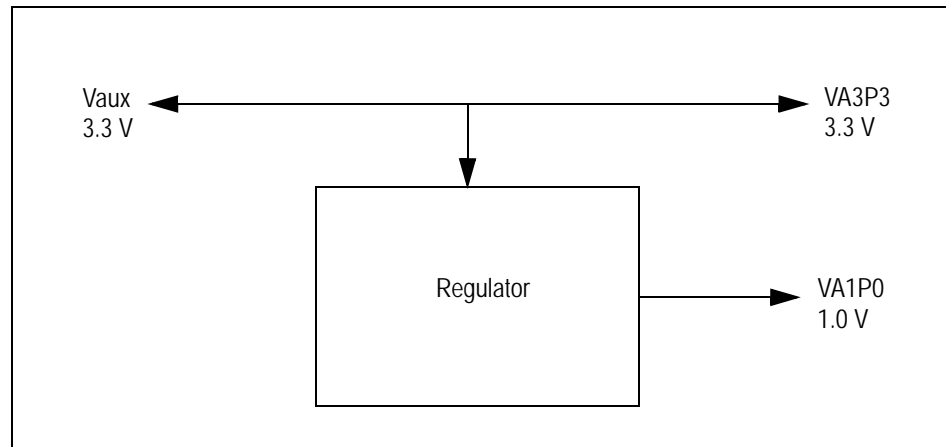 Vaux
3.3 V
VA3P3
3.3 V
Regulator
VA1P0
1.0 V